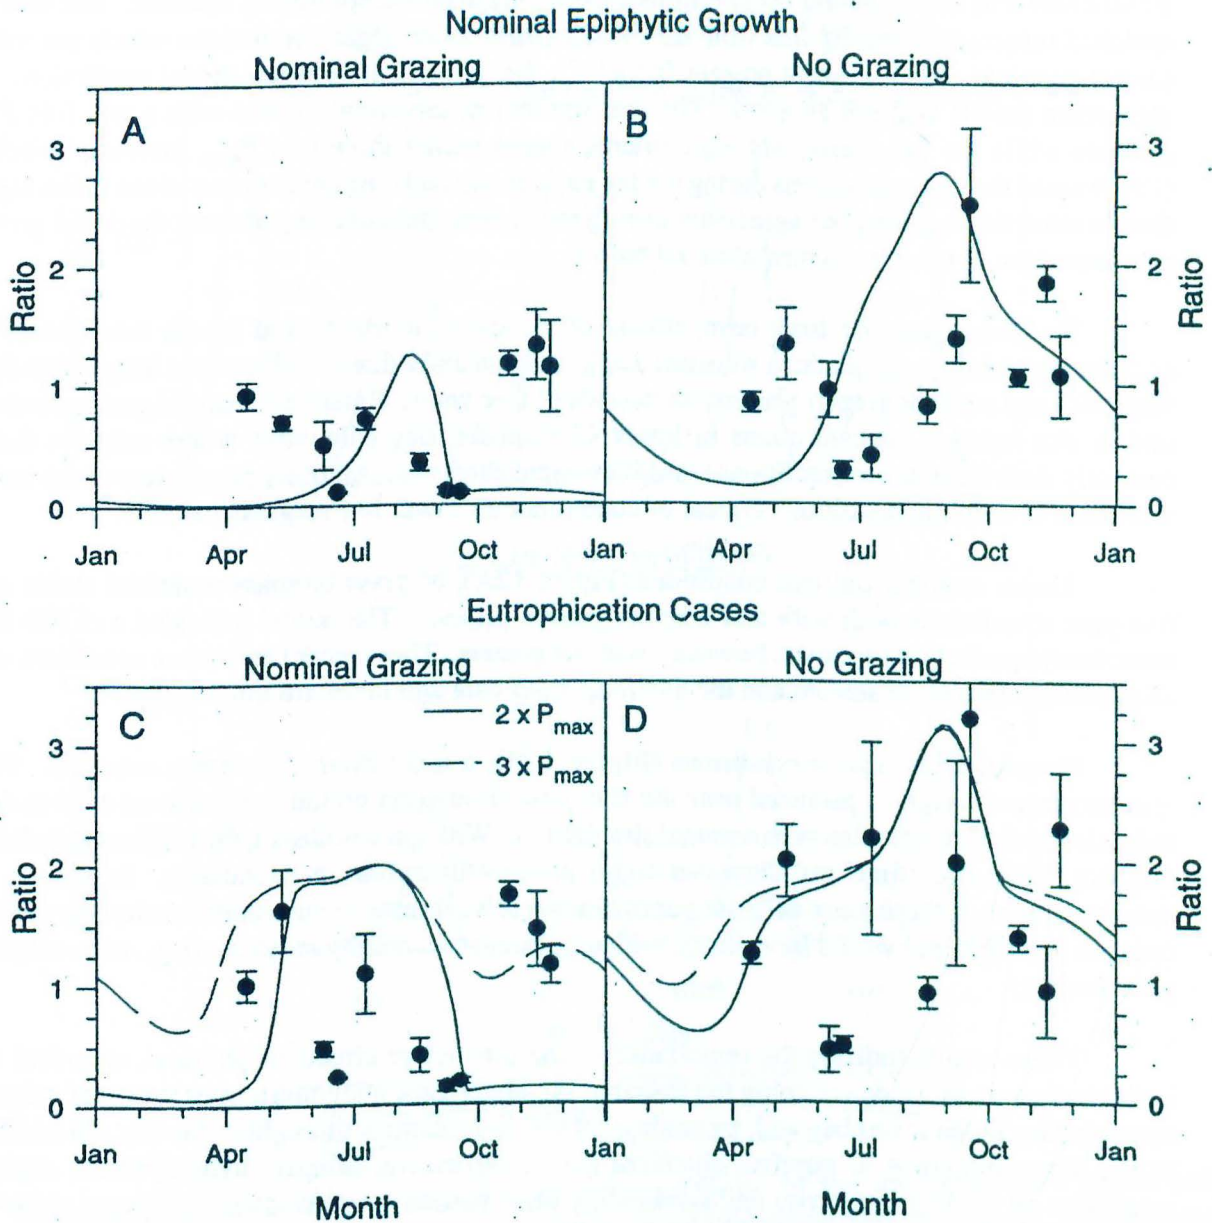 Nominal Epiphytic Growth
Nominal Grazing
No Grazing
A
B
3
2
1
0
Ratio
3
2
1
0
Ratio
Jan Apr Jul Oct Jan Apr Jul Oct Jan
Eutrophication Cases
Nominal Grazing
No Grazing
C
2 x Pmax
3 x Pmax
D
3
2
1
0
Ratio
3
2
1
0
Ratio
Jan Apr Jul Oct Jan Apr Jul Oct Jan
Month
Month